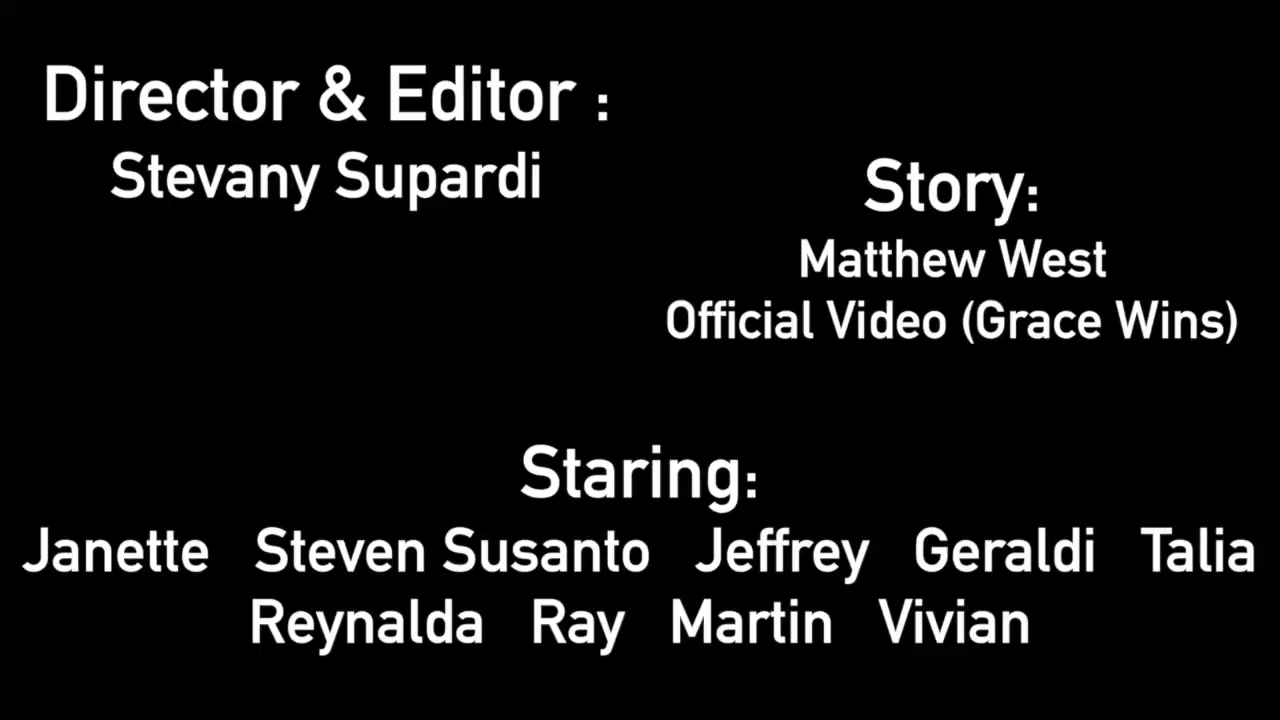 Director & Editor :
Stevany Supardi
Story:
Matthew West
Official Video (Grace Wins)
Staring:
Janette Steven Susanto Jeffrey Geraldi Talia
Reynalda Ray Martin Vivian